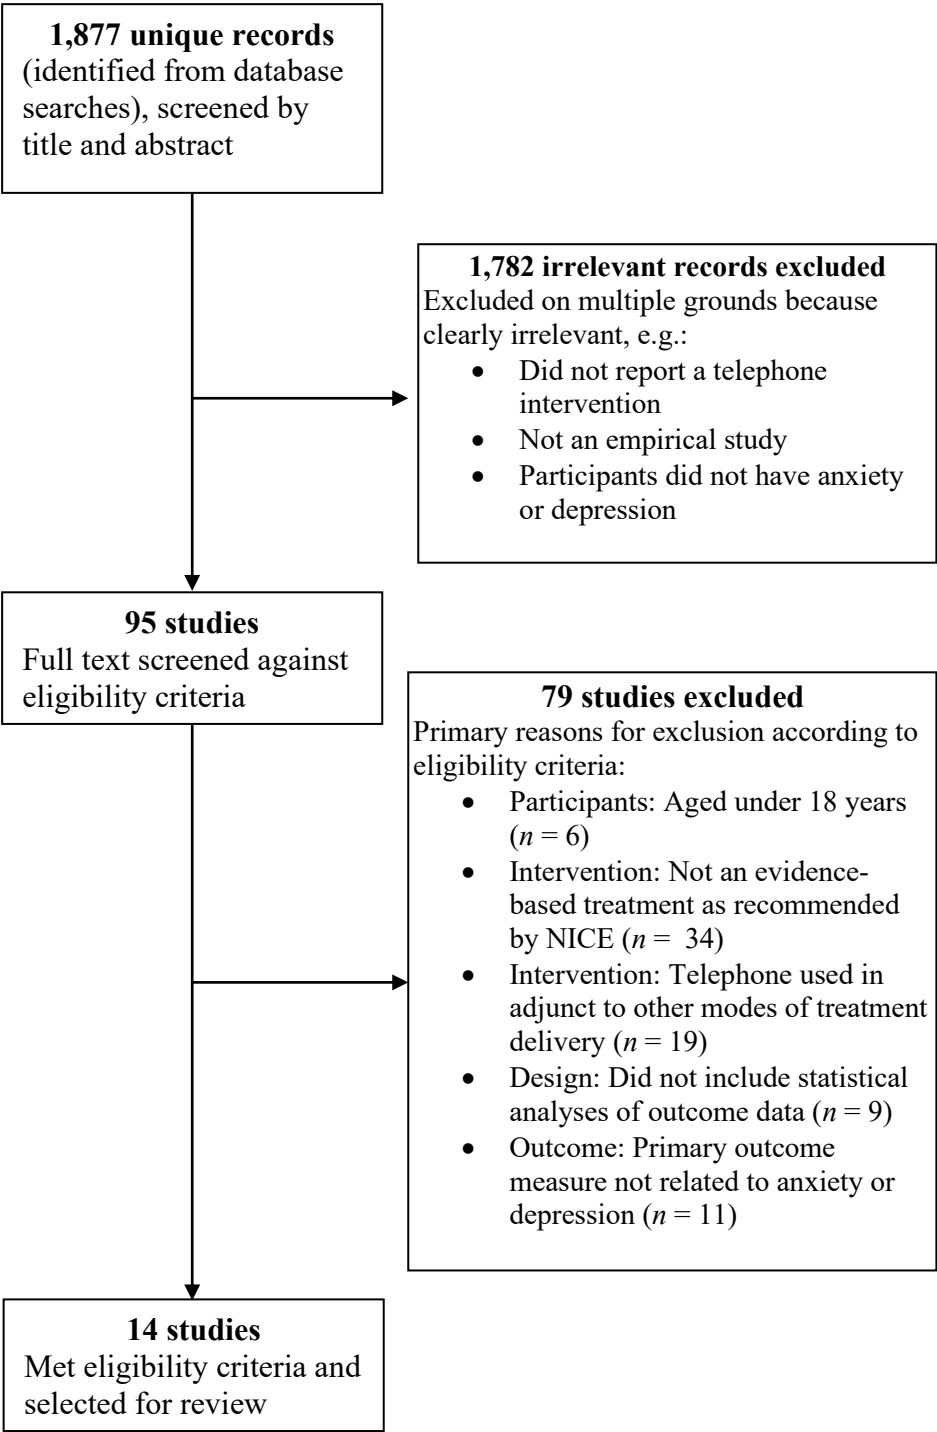 1,877 unique records
(identified from database
searches), screened by
title and abstract
1,782 irrelevant records excluded
Excluded on multiple grounds because
clearly irrelevant, e.g.:
• Did not report a telephone
intervention
• Not an empirical study
• Participants did not have anxiety
or depression
95 studies
Full text screened against
eligibility criteria
79 studies excluded
Primary reasons for exclusion according to
eligibility criteria:
• Participants: Aged under 18 years
(n = 6)
• Intervention: Not an evidence-
based treatment as recommended
by NICE (n = 34)
• Intervention: Telephone used in
adjunct to other modes of treatment
delivery (n = 19)
• Design: Did not include statistical
analyses of outcome data (n = 9)
• Outcome: Primary outcome
measure not related to anxiety or
depression (n = 11)
14 studies
Met eligibility criteria and
selected for review